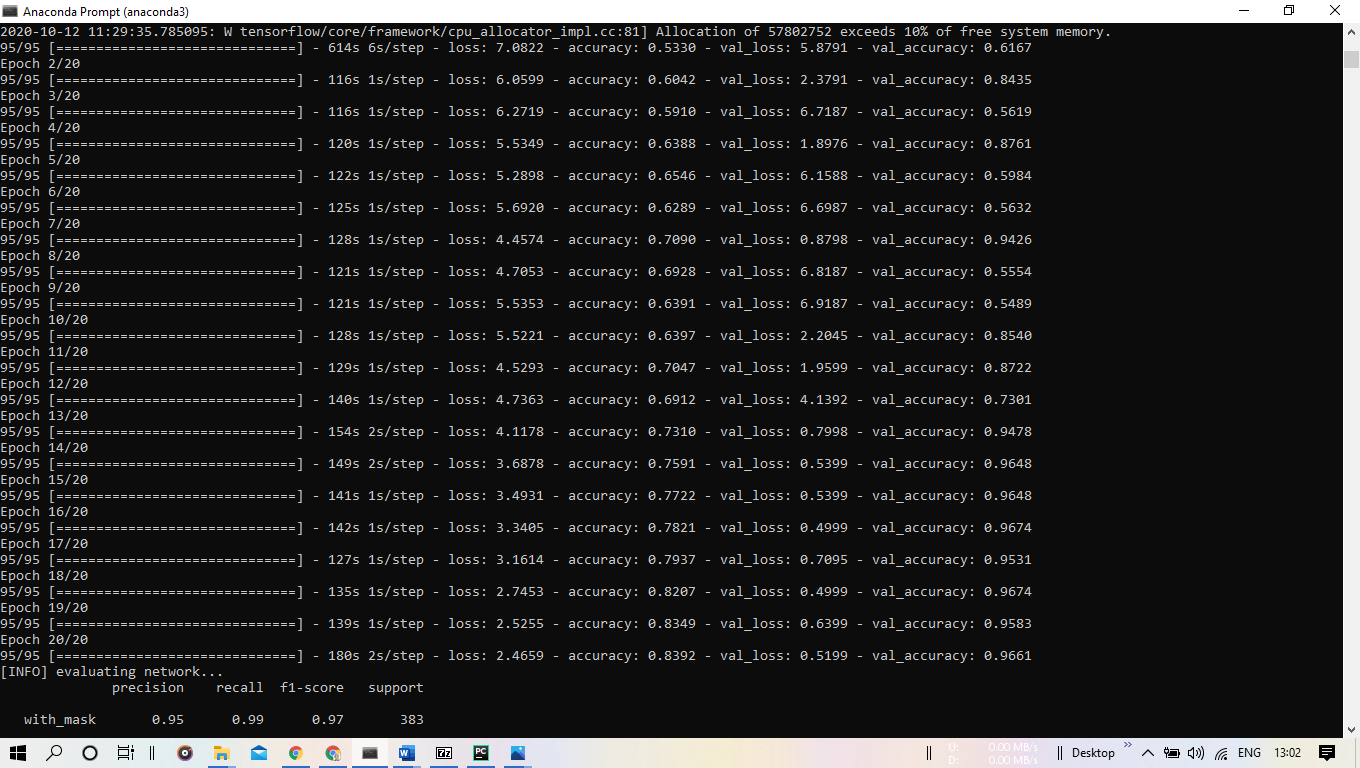 Anaconda Prompt (anaconda3)
2020-10-12 11:29:35.785095: W tensorflow/core/framework/cpu_allocator_impl.cc:81] Allocation of 57802752 exceeds 10% of free system memory.
95/95 [==============================] - 614s 6s/step - loss: 7.0822 - accuracy: 0.5330 - val_loss: 5.8791 - val_accuracy: 0.6167
Epoch 2/20
95/95 [==============================] - 116s 1s/step - loss: 6.0599 - accuracy: 0.6042 - val_loss: 2.3791 - val_accuracy: 0.8435
Epoch 3/20
95/95 [==============================] - 116s 1s/step - loss: 6.2719 - accuracy: 0.5910 - val_loss: 6.7187 - val_accuracy: 0.5619
Epoch 4/20
95/95 [==============================] - 120s 1s/step - loss: 5.5349 - accuracy: 0.6388 - val_loss: 1.8976 - val_accuracy: 0.8761
Epoch 5/20
95/95 [==============================] - 122s 1s/step - loss: 5.2898 - accuracy: 0.6546 - val_loss: 6.1588 - val_accuracy: 0.5984
Epoch 6/20
95/95 [==============================] - 125s 1s/step - loss: 5.6920 - accuracy: 0.6289 - val_loss: 6.6987 - val_accuracy: 0.5632
Epoch 7/20
95/95 [==============================] - 128s 1s/step - loss: 4.4574 - accuracy: 0.7090 - val_loss: 0.8798 - val_accuracy: 0.9426
Epoch 8/20
95/95 [==============================] - 121s 1s/step - loss: 4.7053 - accuracy: 0.6928 - val_loss: 6.8187 - val_accuracy: 0.5554
Epoch 9/20
95/95 [==============================] - 121s 1s/step - loss: 5.5353 - accuracy: 0.6391 - val_loss: 6.9187 - val_accuracy: 0.5489
Epoch 10/20
95/95 [==============================] - 128s 1s/step - loss: 5.5221 - accuracy: 0.6397 - val_loss: 2.2045 - val_accuracy: 0.8540
Epoch 11/20
95/95 [==============================] - 129s 1s/step - loss: 4.5293 - accuracy: 0.7047 - val_loss: 1.9599 - val_accuracy: 0.8722
Epoch 12/20
95/95 [==============================] - 140s 1s/step - loss: 4.7363 - accuracy: 0.6912 - val_loss: 4.1392 - val_accuracy: 0.7301
Epoch 13/20
95/95 [==============================] - 154s 2s/step - loss: 4.1178 - accuracy: 0.7310 - val_loss: 0.7998 - val_accuracy: 0.9478
Epoch 14/20
95/95 [==============================] - 149s 2s/step - loss: 3.6878 - accuracy: 0.7591 - val_loss: 0.5399 - val_accuracy: 0.9648
Epoch 15/20
95/95 [==============================] - 141s 1s/step - loss: 3.4931 - accuracy: 0.7722 - val_loss: 0.5399 - val_accuracy: 0.9648
Epoch 16/20
95/95 [==============================] - 142s 1s/step - loss: 3.3405 - accuracy: 0.7821 - val_loss: 0.4999 - val_accuracy: 0.9674
Epoch 17/20
95/95 [==============================] - 127s 1s/step - loss: 3.1614 - accuracy: 0.7937 - val_loss: 0.7095 - val_accuracy: 0.9531
Epoch 18/20
95/95 [==============================] - 135s 1s/step - loss: 2.7453 - accuracy: 0.8207 - val_loss: 0.4999 - val_accuracy: 0.9674
Epoch 19/20
95/95 [==============================] - 139s 1s/step - loss: 2.5255 - accuracy: 0.8349 - val_loss: 0.6399 - val_accuracy: 0.9583
Epoch 20/20
95/95 [==============================] - 180s 2s/step - loss: 2.4659 - accuracy: 0.8392 - val_loss: 0.5199 - val_accuracy: 0.9661
[INFO] evaluating network...
precision recall f1-score support
with_mask 0.95 0.99 0.97 383
U: 0.00 MB/s
D: 0.00 MB/s
Desktop ENG 13:02